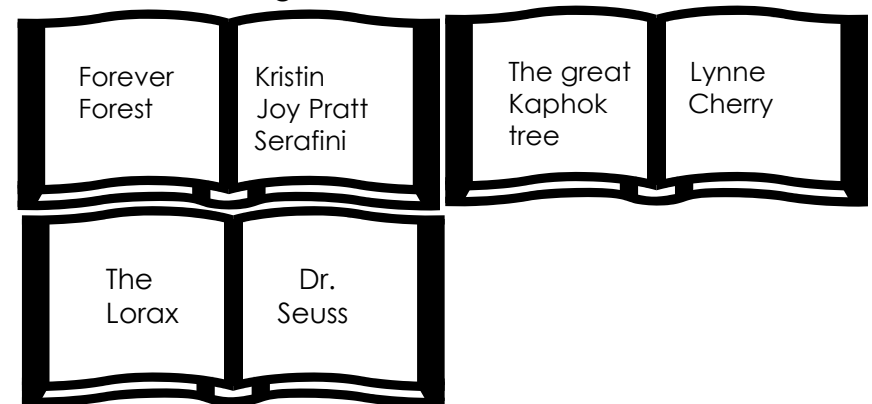 Forever
Forest
Kristin
Joy Pratt
Serafini
The great
Kaphok
tree
Lynne
Cherry
The
Lorax
Dr.
Seuss